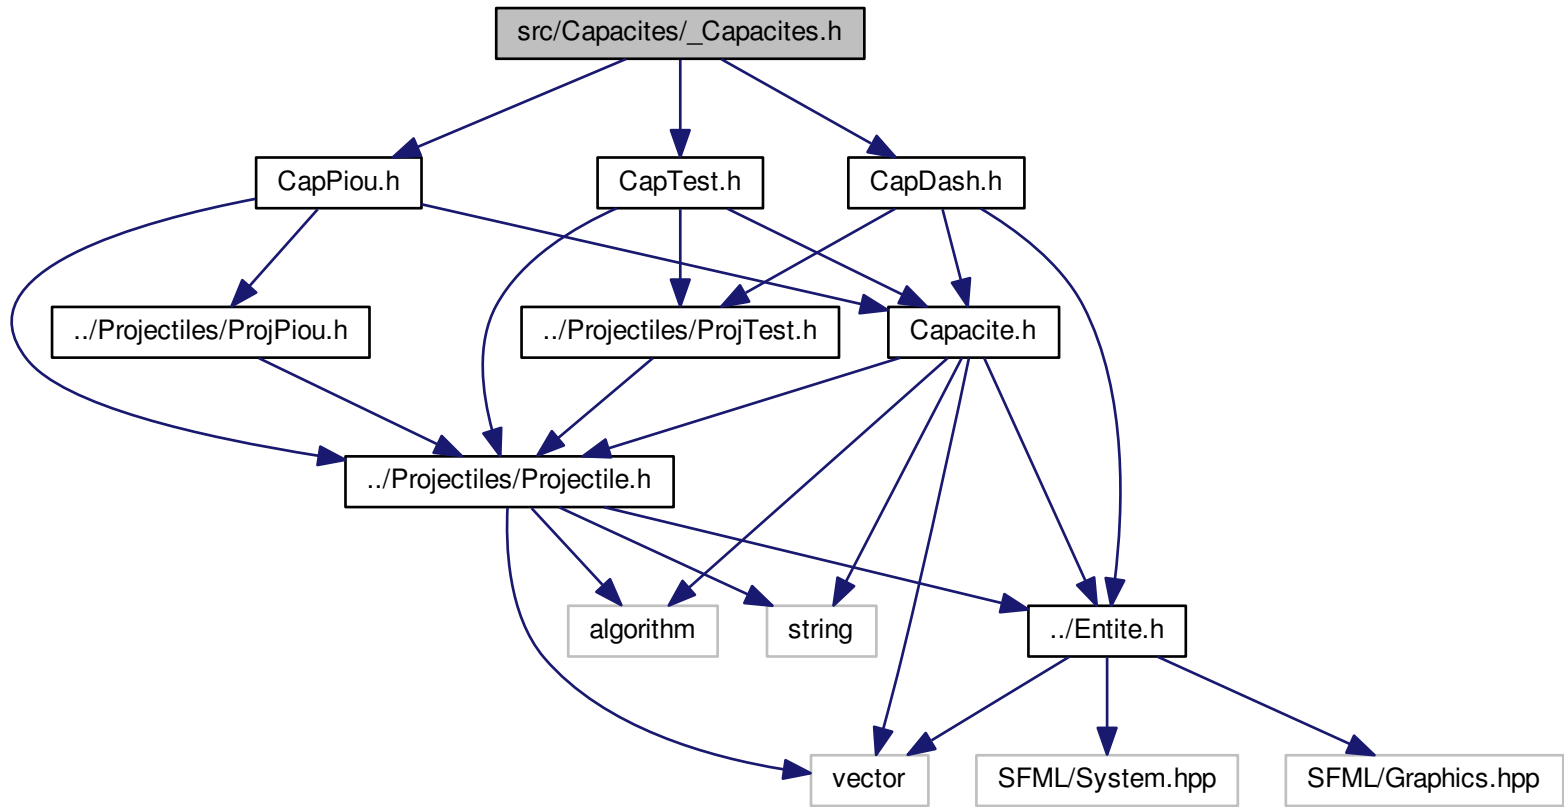 src/Capacites/_Capacites.h
CapPiou.h
CapTest.h
CapDash.h
../Projectiles/ProjPiou.h
../Projectiles/ProjTest.h
Capacite.h
../Projectiles/Projectile.h
algorithm
string
../Entite.h
vector
SFML/System.hpp
SFML/Graphics.hpp